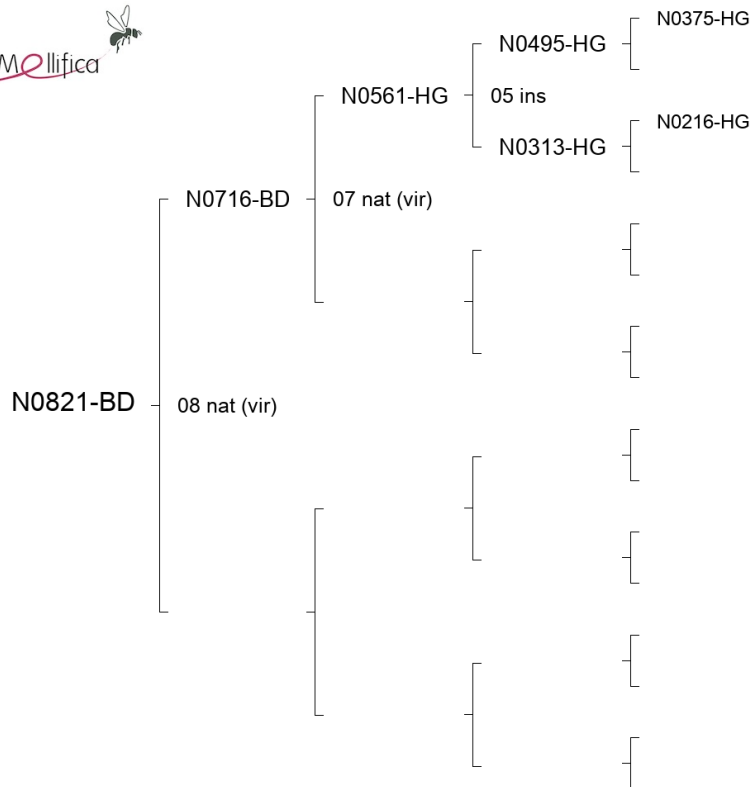 Mellifica
N0375-HG
N0495-HG
N0561-HG
05 ins
N0216-HG
N0313-HG
N0716-BD
07 nat (vir)
N0821-BD
08 nat (vir)